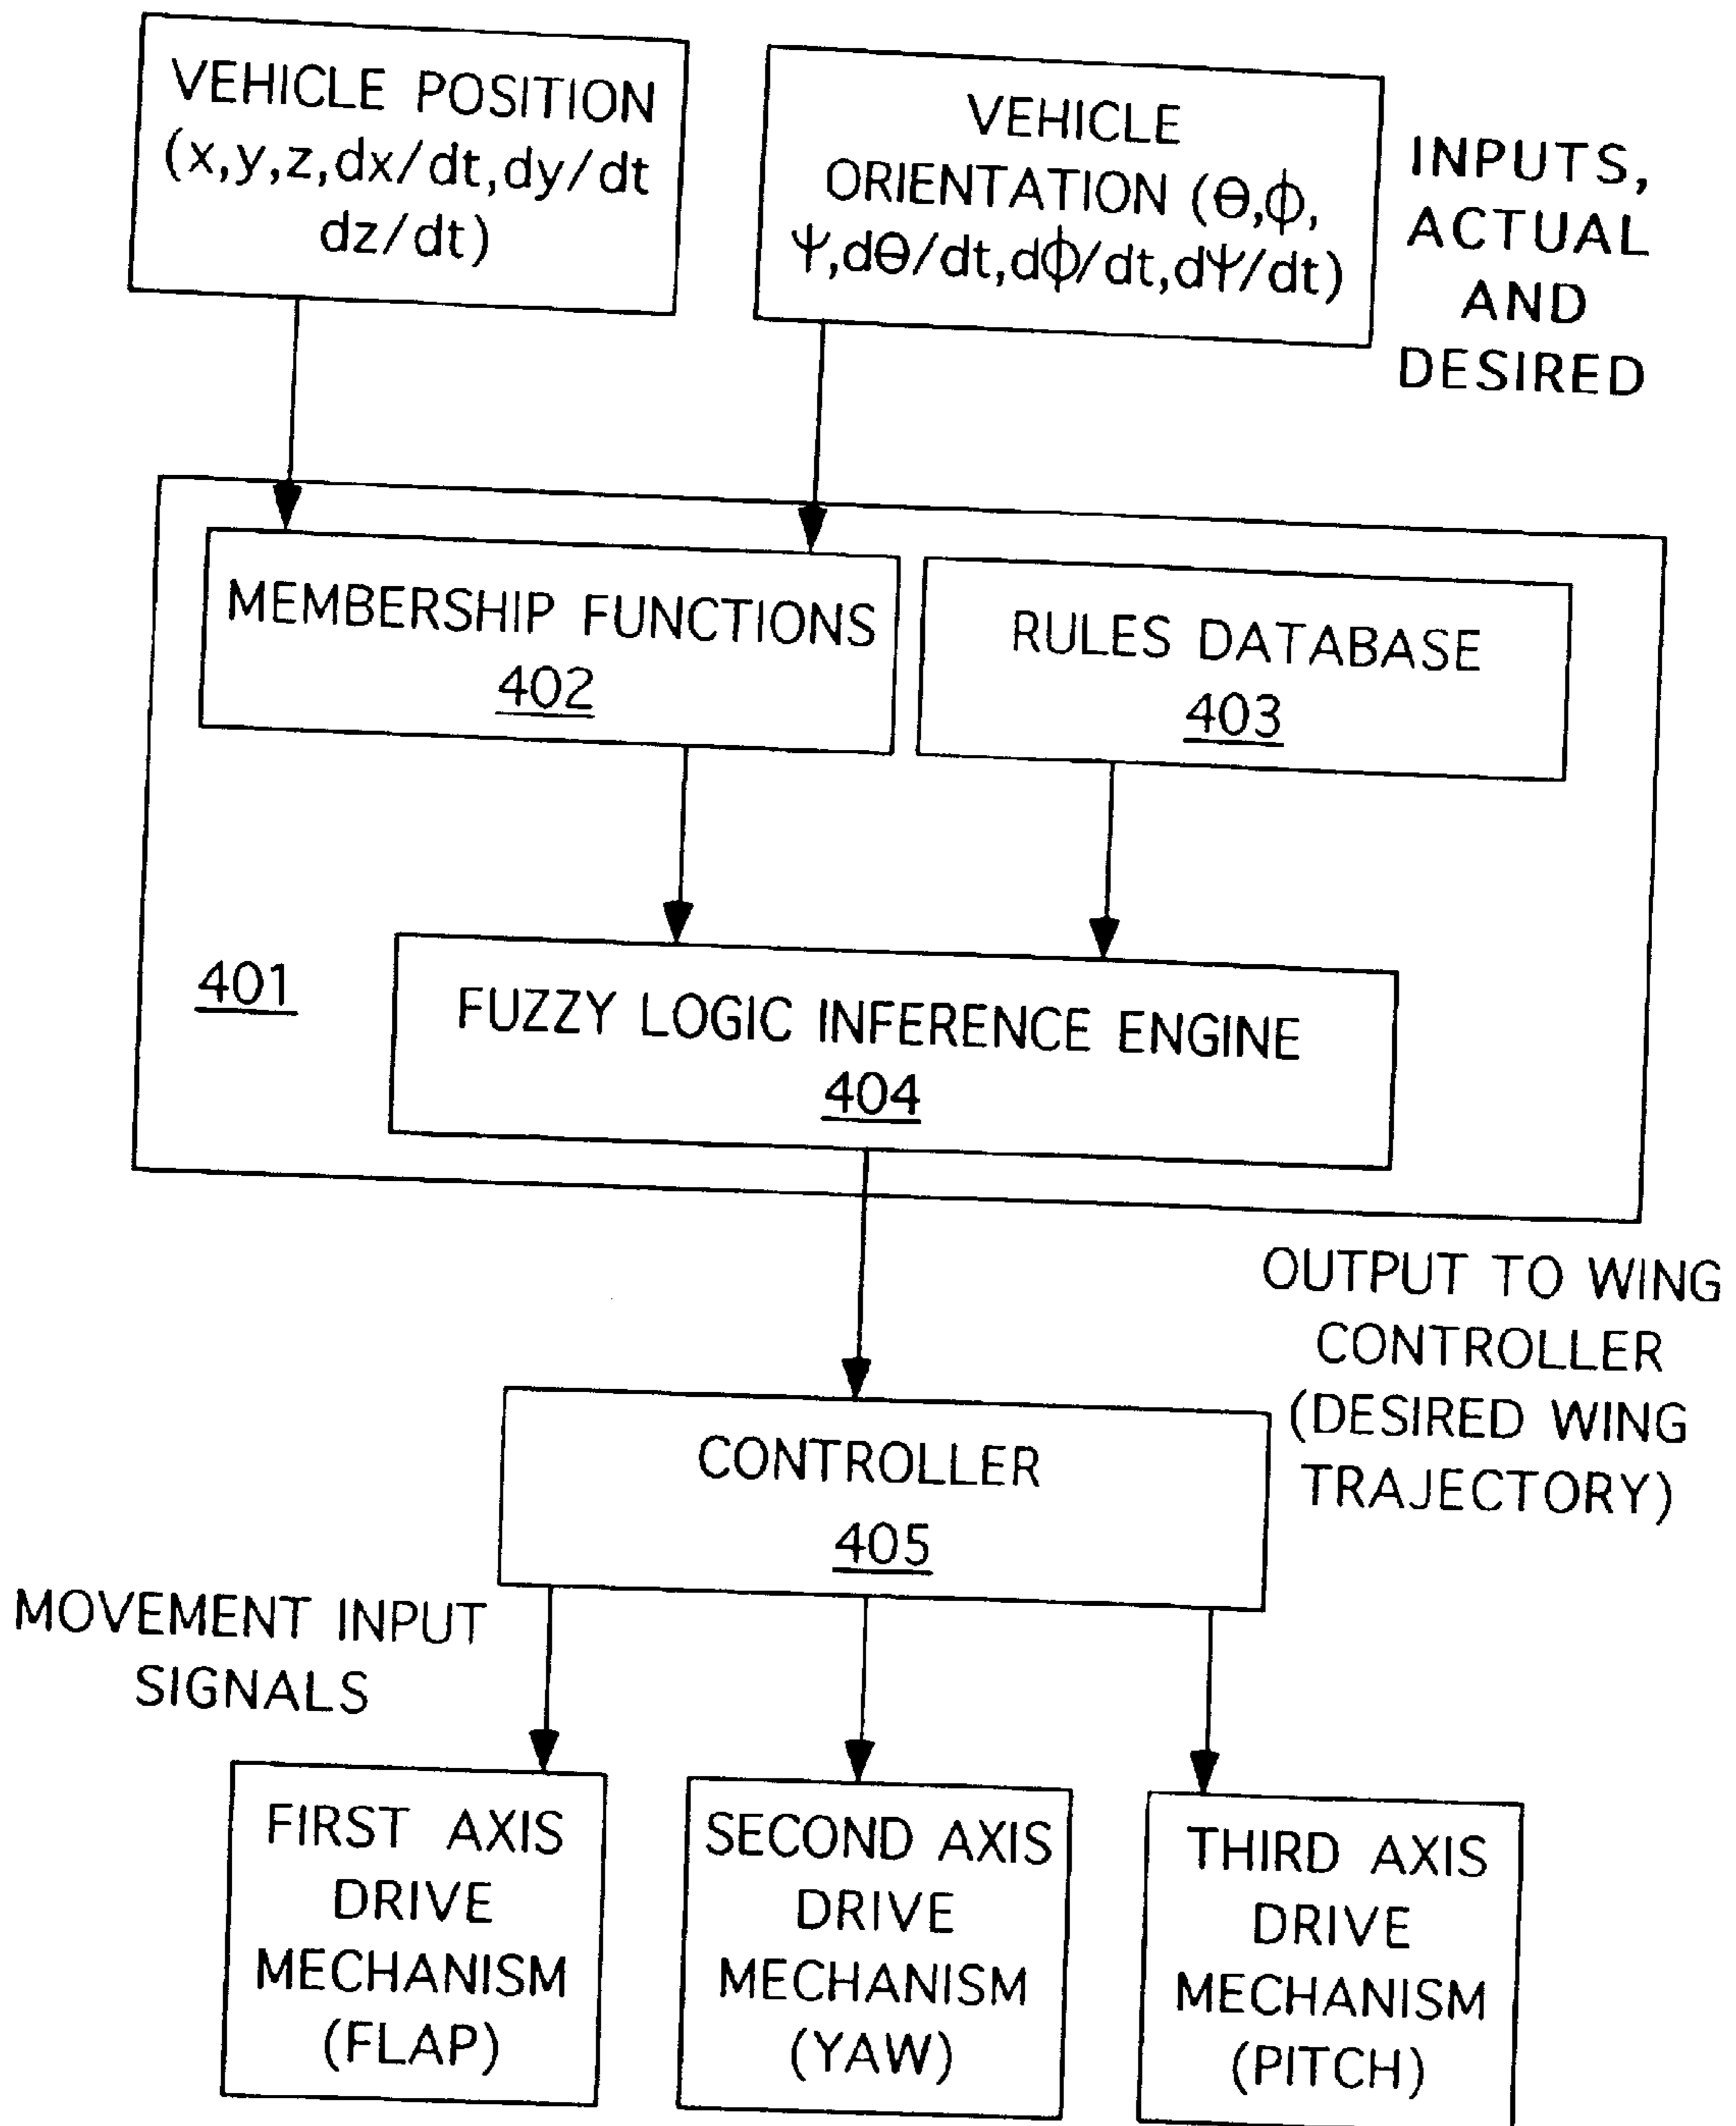 VEHICLE POSITION
(x,y,z,dx/dt,dy/dt
dz/dt)
VEHICLE
ORIENTATION (θ,ϕ,
Ψ,dθ/dt,dϕ/dt,dΨ/dt)
INPUTS,
ACTUAL
AND
DESIRED
MEMBERSHIP FUNCTIONS
402
RULES DATABASE
403
401
FUZZY LOGIC INFERENCE ENGINE
404
OUTPUT TO WING
CONTROLLER
(DESIRED WING
TRAJECTORY)
CONTROLLER
405
MOVEMENT INPUT
SIGNALS
FIRST AXIS
DRIVE
MECHANISM
(FLAP)
SECOND AXIS
DRIVE
MECHANISM
(YAW)
THIRD AXIS
DRIVE
MECHANISM
(PITCH)